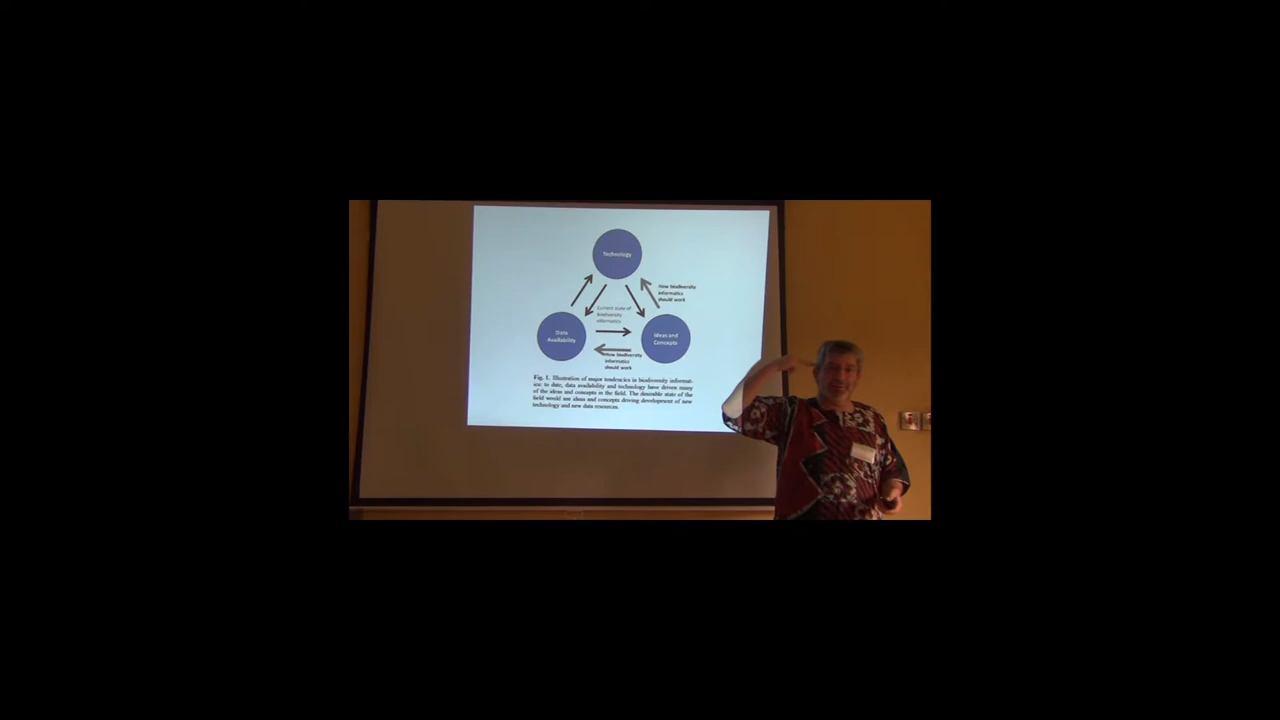 Technology
How biodiversity
informatics
should work
Current state of
biodiversity
informatics
Data
Availability
Ideas and
Concepts
How biodiversity
informatics
should work
Fig. 1. Illustration of major tendencies in biodiversity informat-
ics: to date, data availability and technology have driven many
of the ideas and concepts in the field. The desirable state of the
field would see ideas and concepts driving development of new
technology and new data resources.